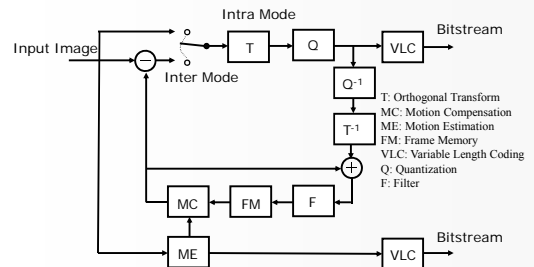 Intra Mode
Bitstream
Input Image
T
Q
VLC
Inter Mode
Q-1
T-1
T: Orthogonal Transform
MC: Motion Compensation
ME: Motion Estimation
FM: Frame Memory
VLC: Variable Length Coding
Q: Quantization
F: Filter
MC
FM
F
Bitstream
ME
VLC